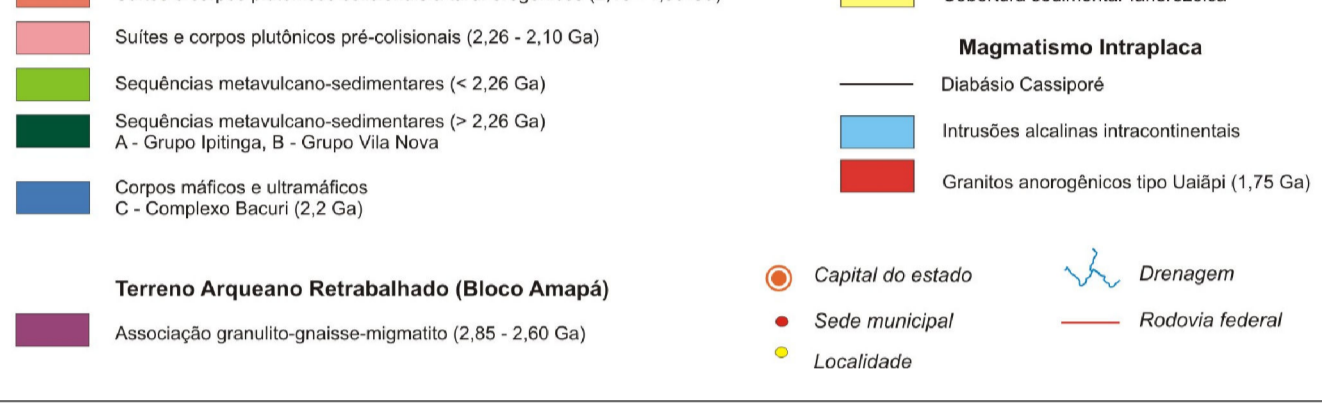 Suítes e corpos plutônicos pré-colisionais (2,26 - 2,10 Ga)
Sequências metavulcano-sedimentares (< 2,26 Ga)
Sequências metavulcano-sedimentares (> 2,26 Ga)
A - Grupo Ipitinga, B - Grupo Vila Nova
Corpos máficos e ultramáficos
C - Complexo Bacuri (2,2 Ga)
Terreno Arqueano Retrabalhado (Bloco Amapá)
Associação granulito-gnaisse-migmatito (2,85 - 2,60 Ga)
Magmatismo Intraplaca
Diabásio Cassiporé
Intrusões alcalinas intracontinentais
Granitos anorogênicos tipo Uaiãpi (1,75 Ga)
Capital do estado
Sede municipal
Localidade
Drenagem
Rodovia federal